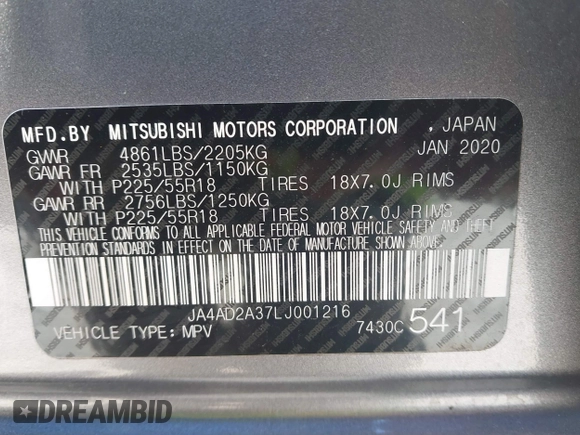 MFD.BY MITSUBISHI MOTORS CORPORATION , JAPAN
GVWR 4861LBS/2205KG JAN 2020
GAWR FR 2535LBS/1150KG
WITH P225/55R18 TIRES 18X7.0J RIMS
GAWR RR 2756LBS/1250KG
WITH P225/55R18 TIRES 18X7.0J RIMS
THIS VEHICLE CONFORMS TO ALL APPLICABLE FEDERAL MOTOR VEHICLE SAFETY AND THEFT
PREVENTION STANDARDS IN EFFECT ON THE DATE OF MANUFACTURE SHOWN ABOVE.
JA4AD2A37LJ001216
VEHICLE TYPE: MPV 7430C 541
DREAMBID